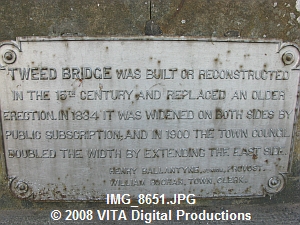 TWEED BRIDGE WAS BUILT OR RECONSTRUCTED
IN THE 15TH CENTURY AND REPLACED AN OLDER
ERECTION. IN 1834 IT WAS WIDENED ON BOTH SIDES BY
PUBLIC SUBSCRIPTION; AND IN 1900 THE TOWN COUNCIL
DOUBLED THE WIDTH BY EXTENDING THE EAST SIDE.
HENRY BALLANTYNE, PROVOST.
WILLIAM BUCHAN, TOWN CLERK.
IMG_8651.JPG
© 2008 VITA Digital Productions